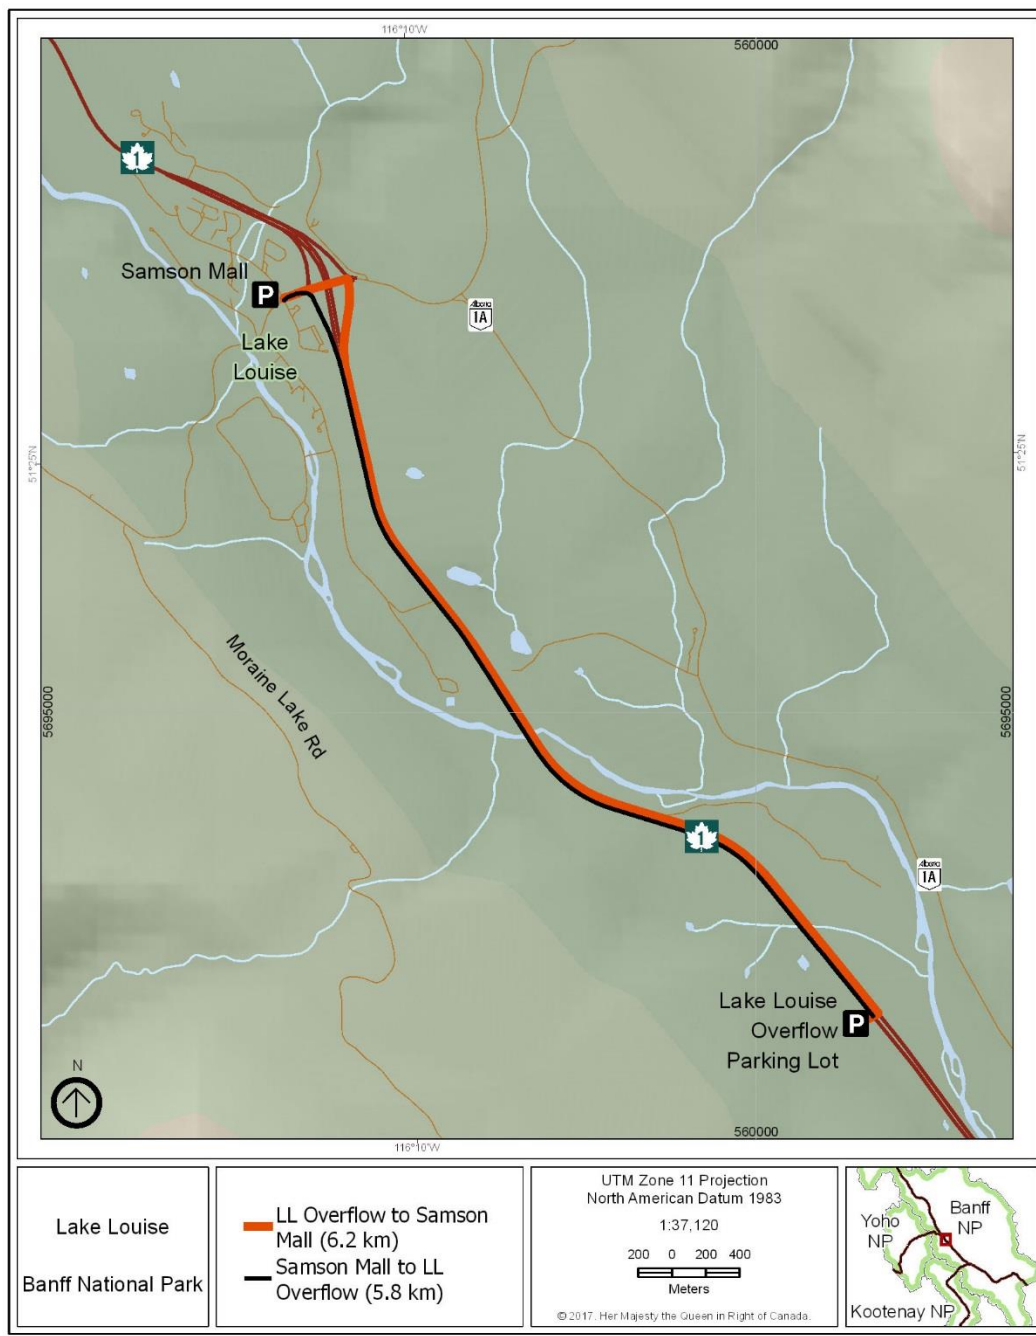 116°10'W
560000
1
Samson Mall
P
Alberta
1A
Lake
Louise
51°25'N
51°25'N
Moraine Lake Rd
5695000
5695000
1
Alberta
1A
Lake Louise
Overflow
Parking Lot
P
N
116°10'W
560000
Lake Louise
Banff National Park
LL Overflow to Samson
Mall (6.2 km)
Samson Mall to LL
Overflow (5.8 km)
UTM Zone 11 Projection
North American Datum 1983
1:37,120
200 0 200 400
Meters
© 2017. Her Majesty the Queen in Right of Canada.
Banff
NP
Yoho
NP
Kootenay NP